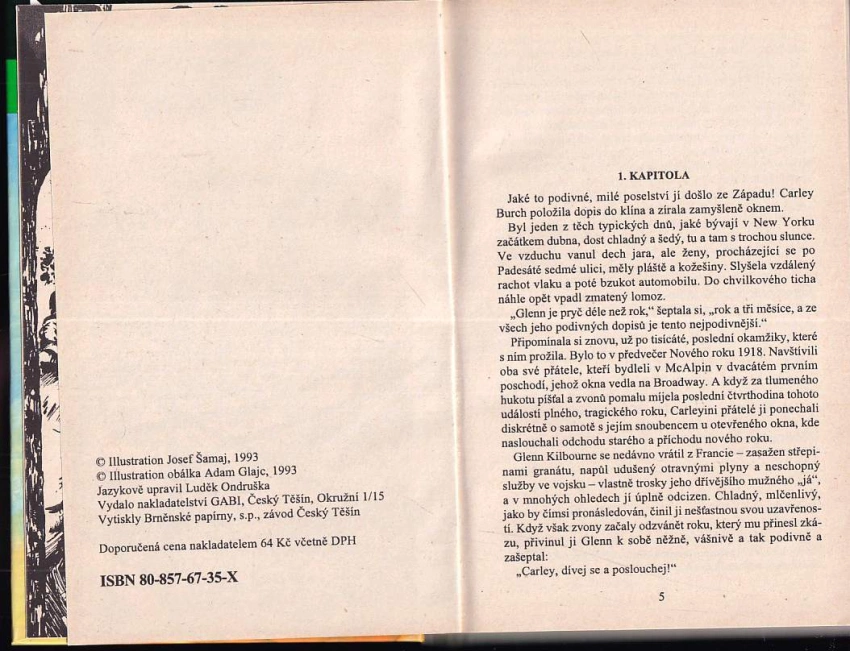 © Illustration Josef Šamaj, 1993
© Illustration obálka Adam Glajc, 1993
Jazykově upravil Luděk Ondruška
Vydalo nakladatelství GABI, Český Těšín, Okružní 1/15
Vytiskly Brněnské papírny, s.p., závod Český Těšín
Doporučená cena nakladatelem 64 Kč včetně DPH
ISBN 80-857-67-35-X
1. KAPITOLA
Jaké to podivné, milé poselství jí došlo ze Západu! Carley
Burch položila dopis do klína a zírala zamyšleně oknem.
Byl jeden z těch typických dnů, jaké bývají v New Yorku
začátkem dubna, dost chladný a šedý, tu a tam s trochou slunce.
Ve vzduchu vanul dech jara, ale ženy, procházející se po
Padesáté sedmé ulici, měly pláště a kožešiny. Slyšela vzdálený
rachot vlaku a poté bzukot automobilu. Do chvilkového ticha
náhle opět vpadl zmatený lomoz.
„Glenn je pryč déle než rok,“ šeptala si, „rok a tři měsíce, a ze
všech jeho podivných dopisů je tento nejpodivnější.“
Připomínala si znovu, už po tisícáté, poslední okamžiky, které
s ním prožila. Bylo to v předvečer Nového roku 1918. Navštívili
oba své přátele, kteří bydleli v McAlpin v dvacátém prvním
poschodí, jehož okna vedla na Broadway. A když za tlumeného
hukotu píšťal a zvonů pomalu míjela poslední čtvrthodina tohoto
událostí plného, tragického roku, Carleyini přátelé ji ponechali
diskrétně o samotě s jejím snoubencem u otevřeného okna, kde
naslouchali odchodu starého a příchodu nového roku.
Glenn Kilbourne se nedávno vrátil z Francie – zasažen střepi-
nami granátu, napůl udušený otravnými plyny a neschopný
služby ve vojsku – vlastně trosky jeho dřívějšího mužného „já“,
a v mnohých ohledech jí úplně odcizen. Chladný, mlčenlivý,
jako by čímsi pronásledován, činil ji nešťastnou svou uzavřenos-
tí. Když však zvony začaly odzvánět roku, který mu přinesl zká-
zu, přivinul ji Glenn k sobě něžně, vášnivě a tak podivně a
zašeptal:
„Carley, dívej se a poslouchej!“
5